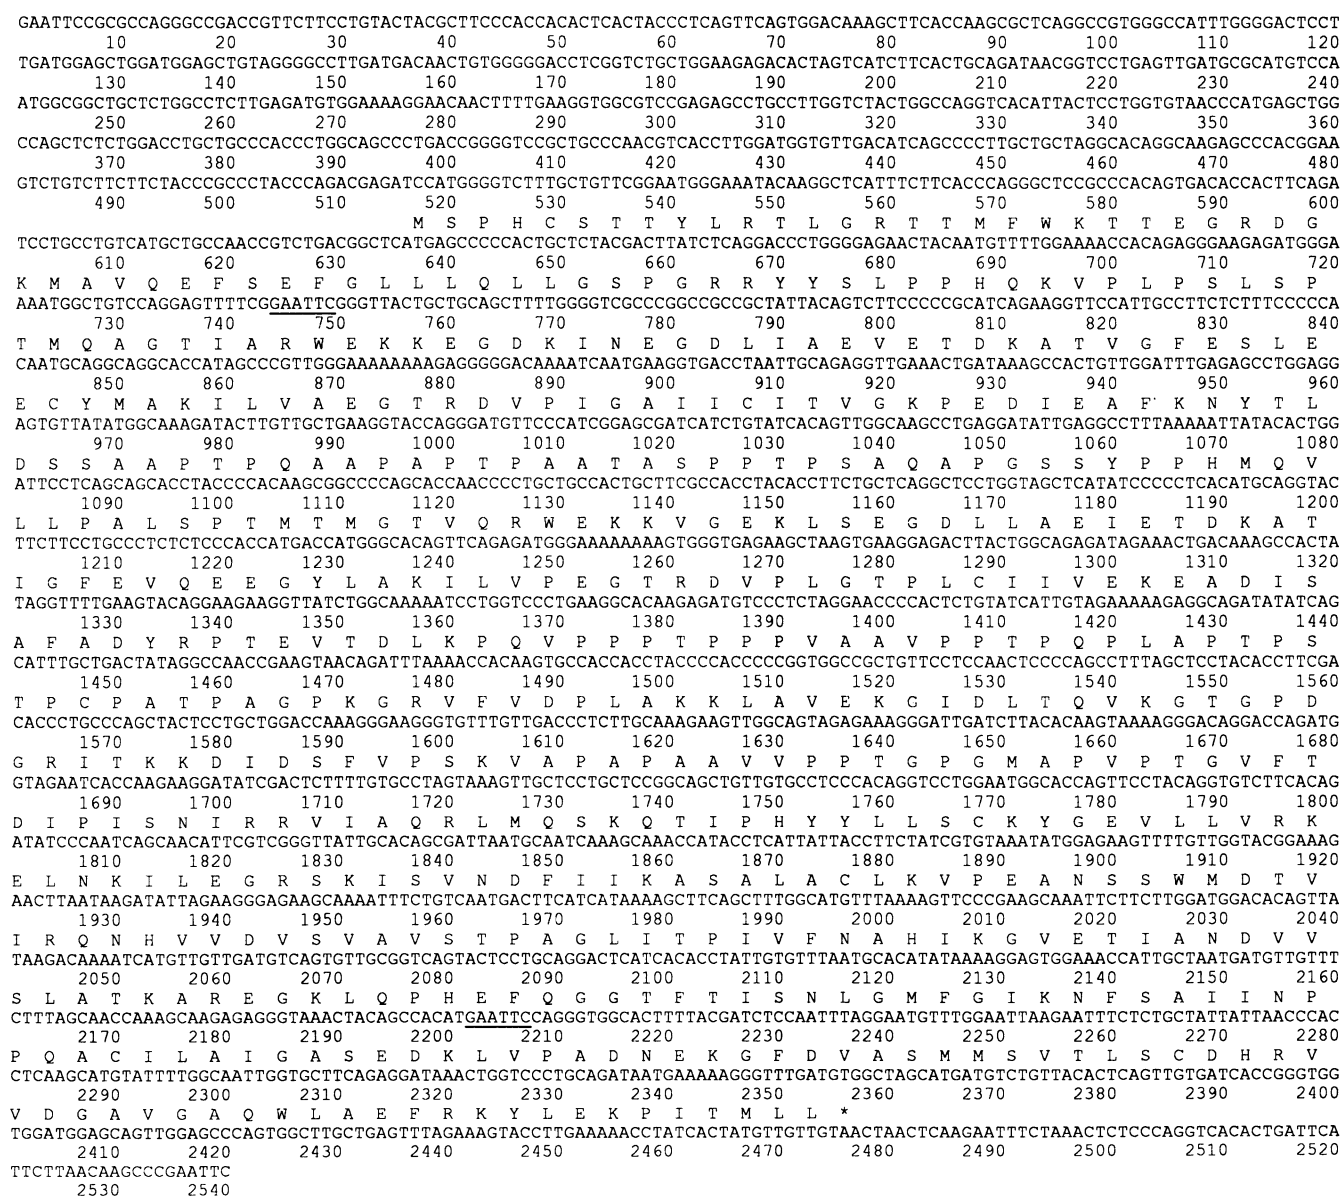 GAATTCCGCGCCAGGGCCGACCGTTCTTCCTGTACTACGCTTCCCACCACACTCACTACCCTCAGTTCAGTGGACAAAGCTTCACCAAGCGCTCAGGCCGTGGGCCATTTGGGGACTCCT
10 20 30 40 50 60 70 80 90 100 110 120
TGATGGAGCTGGATGGAGCTGTAGGGGCCTTGATGACAACTGTGGGGGACCTCGGTCTGCTGGAAGAGACACTAGTCATCTTCACTGCAGATAACGGTCCTGAGTTGATGCGCATGTCCA
130 140 150 160 170 180 190 200 210 220 230 240
ATGGCGGCTGCTCTGGCCTCTTGAGATGTGGAAAAGGAACAACTTTTGAAGGTGGCGTCCGAGAGCCTGCCTTGGTCTACTGGCCAGGTCACATTACTCCTGGTGTAACCCATGAGCTGG
250 260 270 280 290 300 310 320 330 340 350 360
CCAGCTCTCTGGACCTGCTGCCCACCCTGGCAGCCCTGACCGGGGTCCGCTGCCCAACGTCACCTTGGATGGTGTTGACATCAGCCCCTTGCTGCTAGGCACAGGCAAGAGCCCACGGAA
370 380 390 400 410 420 430 440 450 460 470 480
GTCTGTCTTCTTCTACCCGCCCTACCCAGACGAGATCCATGGGGTCTTTGCTGTTCGGAATGGGAAATACAAGGCTCATTTCTTCACCCAGGGCTCCGCCCACAGTGACACCACTTCAGA
490 500 510 520 530 540 550 560 570 580 590 600
M S P H C S T T Y L R T L G R T T M F W K T T E G R D G
TCCTGCCTGTCATGCTGCCAACCGTCTGACGGCTCATGAGCCCCCACTGCTCTACGACTTATCTCAGGACCCTGGGGAGAACTACAATGTTTTGGAAAACCACAGAGGGAAGAGATGGGA
610 620 630 640 650 660 670 680 690 700 710 720
K M A V Q E F S E F G L L L Q L L G S P G R R Y Y S L P P H Q K V P L P S L S P
AAATGGCTGTCCAGGAGTTTTCGGAATTCGGGTTACTGCTGCAGCTTTTGGGGTCGCCCGGCCGCCGCTATTACAGTCTTCCCCCGCATCAGAAGGTTCCATTGCCTTCTCTTTCCCCCA
730 740 750 760 770 780 790 800 810 820 830 840
T M Q A G T I A R W E K K E G D K I N E G D L I A E V E T D K A T V G F E S L E
CAATGCAGGCAGGCACCATAGCCCGTTGGGAAAAAAAAGAGGGGGACAAAATCAATGAAGGTGACCTAATTGCAGAGGTTGAAACTGATAAAGCCACTGTTGGATTTGAGAGCCTGGAGG
850 860 870 880 890 900 910 920 930 940 950 960
E C Y M A K I L V A E G T R D V P I G A I I C I T V G K P E D I E A F K N Y T L
AGTGTTATATGGCAAAGATACTTGTTGCTGAAGGTACCAGGGATGTTCCCATCGGAGCGATCATCTGTATCACAGTTGGCAAGCCTGAGGATATTGAGGCCTTTAAAAATTATACACTGG
970 980 990 1000 1010 1020 1030 1040 1050 1060 1070 1080
D S S A A P T P Q A A P A P T P A A T A S P P T P S A Q A P G S S Y P P H M Q V
ATTCCTCAGCAGCACCTACCCCACAAGCGGCCCCAGCACCAACCCCTGCTGCCACTGCTTCGCCACCTACACCTTCTGCTCAGGCTCCTGGTAGCTCATATCCCCCTCACATGCAGGTAC
1090 1100 1110 1120 1130 1140 1150 1160 1170 1180 1190 1200
L L P A L S P T M T M G T V Q R W E K K V G E K L S E G D L L A E I E T D K A T
TTCTTCCTGCCCTCTCTCCCACCATGACCATGGGCACAGTTCAGAGATGGGAAAAAAAAGTGGGTGAGAAGCTAAGTGAAGGAGACTTACTGGCAGAGATAGAAACTGACAAAGCCACTA
1210 1220 1230 1240 1250 1260 1270 1280 1290 1300 1310 1320
I G F E V Q E E G Y L A K I L V P E G T R D V P L G T P L C I I V E K E A D I S
TAGGTTTTGAAGTACAGGAAGAAGGTTATCTGGCAAAAATCCTGGTCCCTGAAGGCACAAGAGATGTCCCTCTAGGAACCCCACTCTGTATCATTGTAGAAAAAGAGGCAGATATATCAG
1330 1340 1350 1360 1370 1380 1390 1400 1410 1420 1430 1440
A F A D Y R P T E V T D L K P Q V P P P T P P P V A A V P P T P Q P L A P T P S
CATTTGCTGACTATAGGCCAACCGAAGTAACAGATTTAAAACCACAAGTGCCACCACCTACCCCACCCCCGGTGGCCGCTGTTCCTCCAACTCCCCAGCCTTTAGCTCCTACACCTTCGA
1450 1460 1470 1480 1490 1500 1510 1520 1530 1540 1550 1560
T P C P A T P A G P K G R V F V D P L A K K L A V E K G I D L T Q V K G T G P D
CACCCTGCCCAGCTACTCCTGCTGGACCAAAGGGAAGGGTGTTTGTTGACCCTCTTGCAAAGAAGTTGGCAGTAGAGAAAGGGATTGATCTTACACAAGTAAAAGGGACAGGACCAGATG
1570 1580 1590 1600 1610 1620 1630 1640 1650 1660 1670 1680
G R I T K K D I D S F V P S K V A P A P A A V V P P T G P G M A P V P T G V F T
GTAGAATCACCAAGAAGGATATCGACTCTTTTGTGCCTAGTAAAGTTGCTCCTGCTCCGGCAGCTGTTGTGCCTCCCACAGGTCCTGGAATGGCACCAGTTCCTACAGGTGTCTTCACAG
1690 1700 1710 1720 1730 1740 1750 1760 1770 1780 1790 1800
D I P I S N I R R V I A Q R L M Q S K Q T I P H Y Y L L S C K Y G E V L L V R K
ATATCCCAATCAGCAACATTCGTCGGGTTATTGCACAGCGATTAATGCAATCAAAGCAAACCATACCTCATTATTACCTTCTATCGTGTAAATATGGAGAAGTTTTGTTGGTACGGAAAG
1810 1820 1830 1840 1850 1860 1870 1880 1890 1900 1910 1920
E L N K I L E G R S K I S V N D F I I K A S A L A C L K V P E A N S S W M D T V
AACTTAATAAGATATTAGAAGGGAGAAGCAAAATTTCTGTCAATGACTTCATCATAAAAGCTTCAGCTTTGGCATGTTTAAAAGTTCCCGAAGCAAATTCTTCTTGGATGGACACAGTTA
1930 1940 1950 1960 1970 1980 1990 2000 2010 2020 2030 2040
I R Q N H V V D V S V A V S T P A G L I T P I V F N A H I K G V E T I A N D V V
TAAGACAAAATCATGTTGTTGATGTCAGTGTTGCGGTCAGTACTCCTGCAGGACTCATCACACCTATTGTGTTTAATGCACATATAAAAGGAGTGGAAACCATTGCTAATGATGTTGTTT
2050 2060 2070 2080 2090 2100 2110 2120 2130 2140 2150 2160
S L A T K A R E G K L Q P H E F Q G G T F T I S N L G M F G I K N F S A I I N P
CTTTAGCAACCAAAGCAAGAGAGGGTAAACTACAGCCACATGAATTCCAGGGTGGCACTTTTACGATCTCCAATTTAGGAATGTTTGGAATTAAGAATTTCTCTGCTATTATTAACCCAC
2170 2180 2190 2200 2210 2220 2230 2240 2250 2260 2270 2280
P Q A C I L A I G A S E D K L V P A D N E K G F D V A S M M S V T L S C D H R V
CTCAAGCATGTATTTTGGCAATTGGTGCTTCAGAGGATAAACTGGTCCCTGCAGATAATGAAAAAGGGTTTGATGTGGCTAGCATGATGTCTGTTACACTCAGTTGTGATCACCGGGTGG
2290 2300 2310 2320 2330 2340 2350 2360 2370 2380 2390 2400
V D G A V G A Q W L A E F R K Y L E K P I T M L L *
TGGATGGAGCAGTTGGAGCCCAGTGGCTTGCTGAGTTTAGAAAGTACCTTGAAAAACCTATCACTATGTTGTTGTAACTAACTCAAGAATTTCTAAACTCTCCCAGGTCACACTGATTCA
2410 2420 2430 2440 2450 2460 2470 2480 2490 2500 2510 2520
TTCTTAACAAGCCCGAATTC
2530 2540